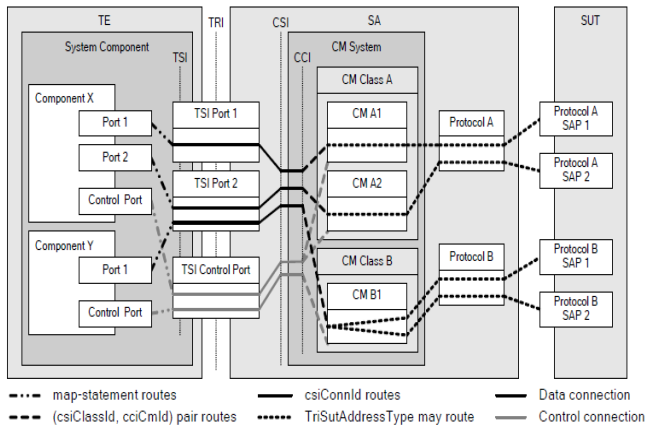 TE
TRI
CSI
SA
SUT
System Component
TSI
CCI
CM System
CM Class A
Component X
Port 1
Port 2
Control Port
TSI Port 1
TSI Port 2
CM A1
CM A2
Protocol A
Protocol A
SAP 1
Protocol A
SAP 2
Component Y
Port 1
Control Port
TSI Control Port
CM Class B
CM B1
Protocol B
Protocol B
SAP 1
Protocol B
SAP 2
map-statement routes
csiConnId routes
Data connection
(csiClassId, cciCmId) pair routes
TriSutAddressType may route
Control connection